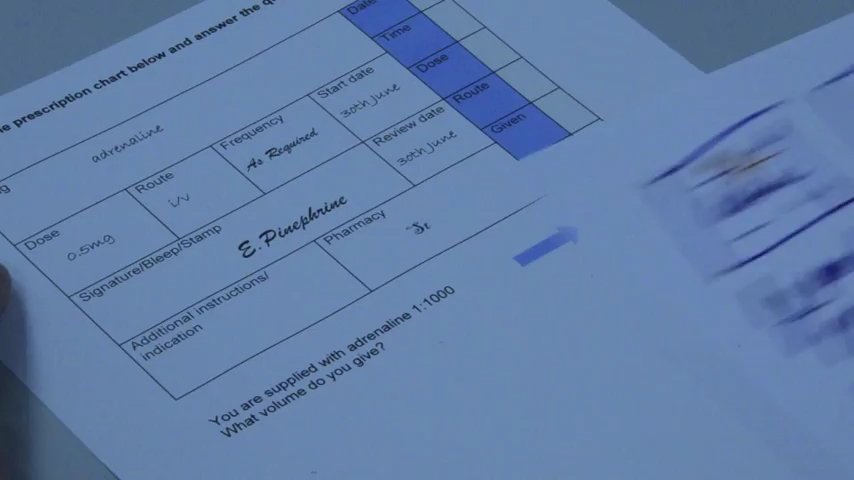 e prescription chart below and answer the
adrenaline
Date
Time
Dose
Route
Given
Dose
0.5mg
Route
i/v
Frequency
As Required
Start date
30th June
Review date
30th June
Signature/Bleep/Stamp
E.Pinephrine
Pharmacy
Additional instructions/
indication
You are supplied with adrenaline 1:1000
What volume do you give?